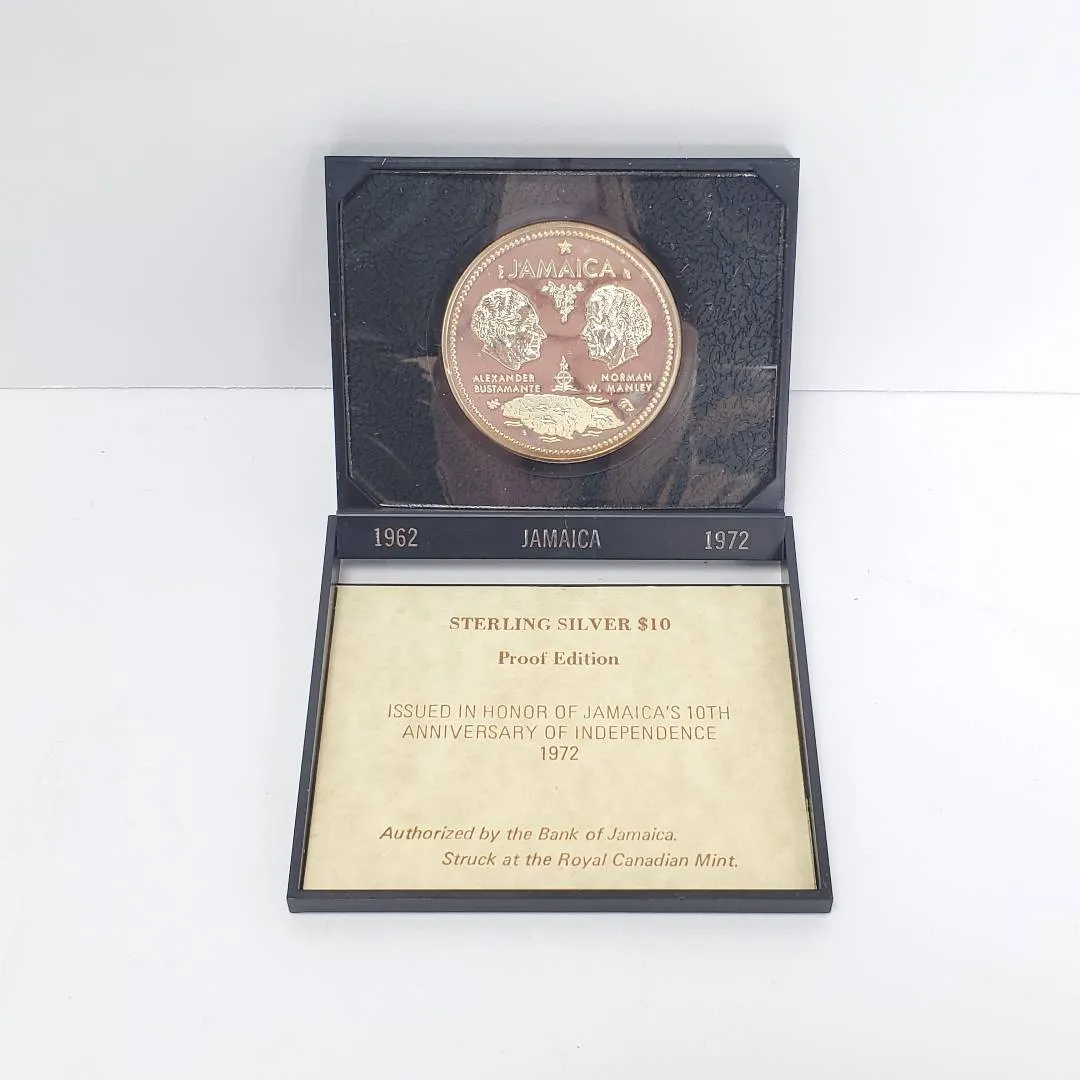 JAMAICA
ALEXANDER
BUSTAMANTE
NORMAN
W. MANLEY
1962 JAMAICA 1972
STERLING SILVER $10
Proof Edition
ISSUED IN HONOR OF JAMAICA'S 10TH
ANNIVERSARY OF INDEPENDENCE
1972
Authorized by the Bank of Jamaica.
Struck at the Royal Canadian Mint.